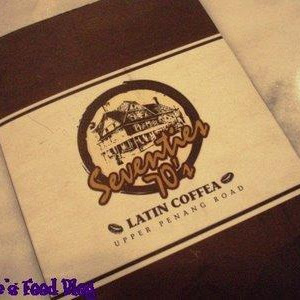 Seventies
70's
LATIN COFFEA
UPPER PENANG ROAD
e's Food Blog